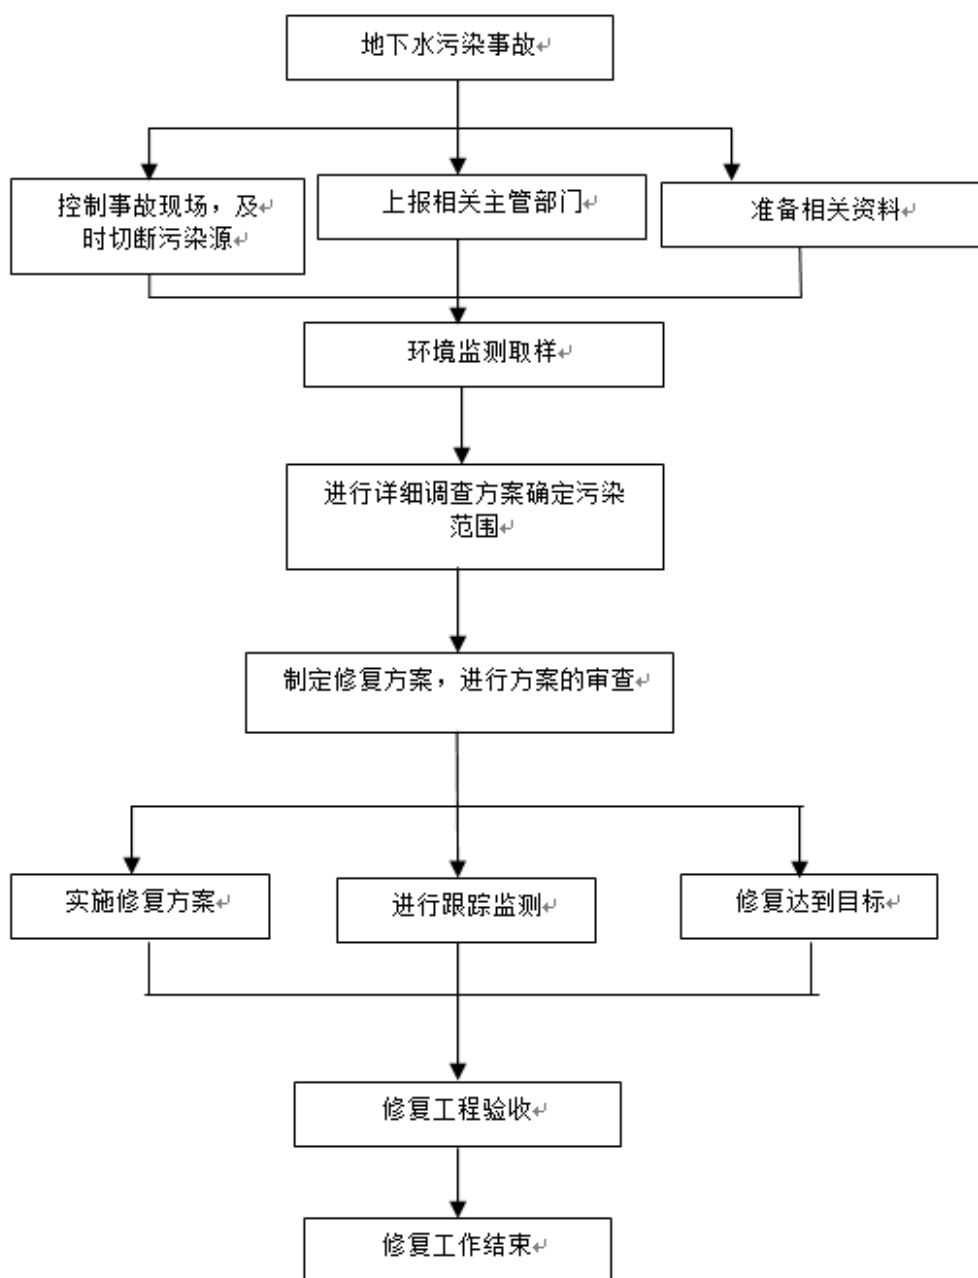 地下水污染事故
控制事故现场，及
时切断污染源
上报相关主管部门
准备相关资料
环境监测取样
进行详细调查方案确定污染
范围
制定修复方案，进行方案的审查
实施修复方案
进行跟踪监测
修复达到目标
修复工程验收
修复工作结束